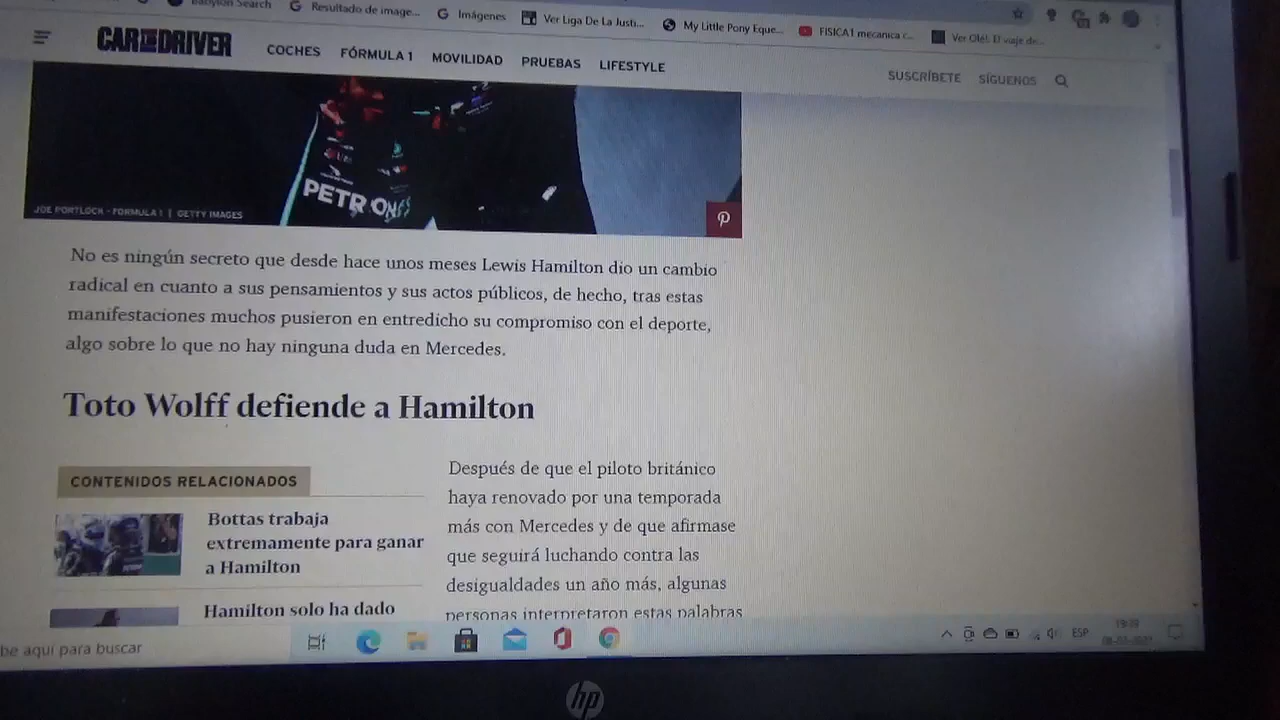 Babylon Search
Resultado de image...
Imágenes
Ver Liga De La Justi...
My Little Pony Eque...
FISICA1 mecanica c...
Ver Olé!. El viaje de...
CAR AND DRIVER
COCHES FÓRMULA 1 MOVILIDAD PRUEBAS LIFESTYLE
SUSCRÍBETE SÍGUENOS
PETRONAS
JOE PORTLOCK - FORMULA 1 | GETTY IMAGES
No es ningún secreto que desde hace unos meses Lewis Hamilton dio un cambio
radical en cuanto a sus pensamientos y sus actos públicos, de hecho, tras estas
manifestaciones muchos pusieron en entredicho su compromiso con el deporte,
algo sobre lo que no hay ninguna duda en Mercedes.
Toto Wolff defiende a Hamilton
CONTENIDOS RELACIONADOS
Bottas trabaja
extremamente para ganar
a Hamilton
Hamilton solo ha dado
Después de que el piloto británico
haya renovado por una temporada
más con Mercedes y de que afirmase
que seguirá luchando contra las
desigualdades un año más, algunas
personas interpretaron estas palabras
be aquí para buscar
ESP
hp